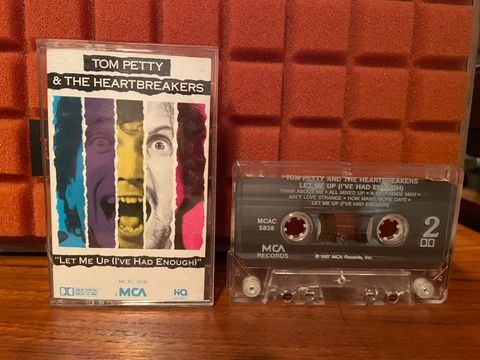 TOM PETTY
& THE HEARTBREAKERS
"LET ME UP (I'VE HAD ENOUGH)"
MCAC 5836
MCA
HQ
TOM PETTY AND THE HEARTBREAKERS
LET ME UP (I'VE HAD ENOUGH)
THINK ABOUT ME • ALL MIXED UP • A SELF-MADE MAN •
AIN'T LOVE STRANGE • HOW MANY MORE DAYS •
LET ME UP (I'VE HAD ENOUGH)
MCAC
5836
2
MCA
RECORDS
© 1987 MCA Records, Inc.